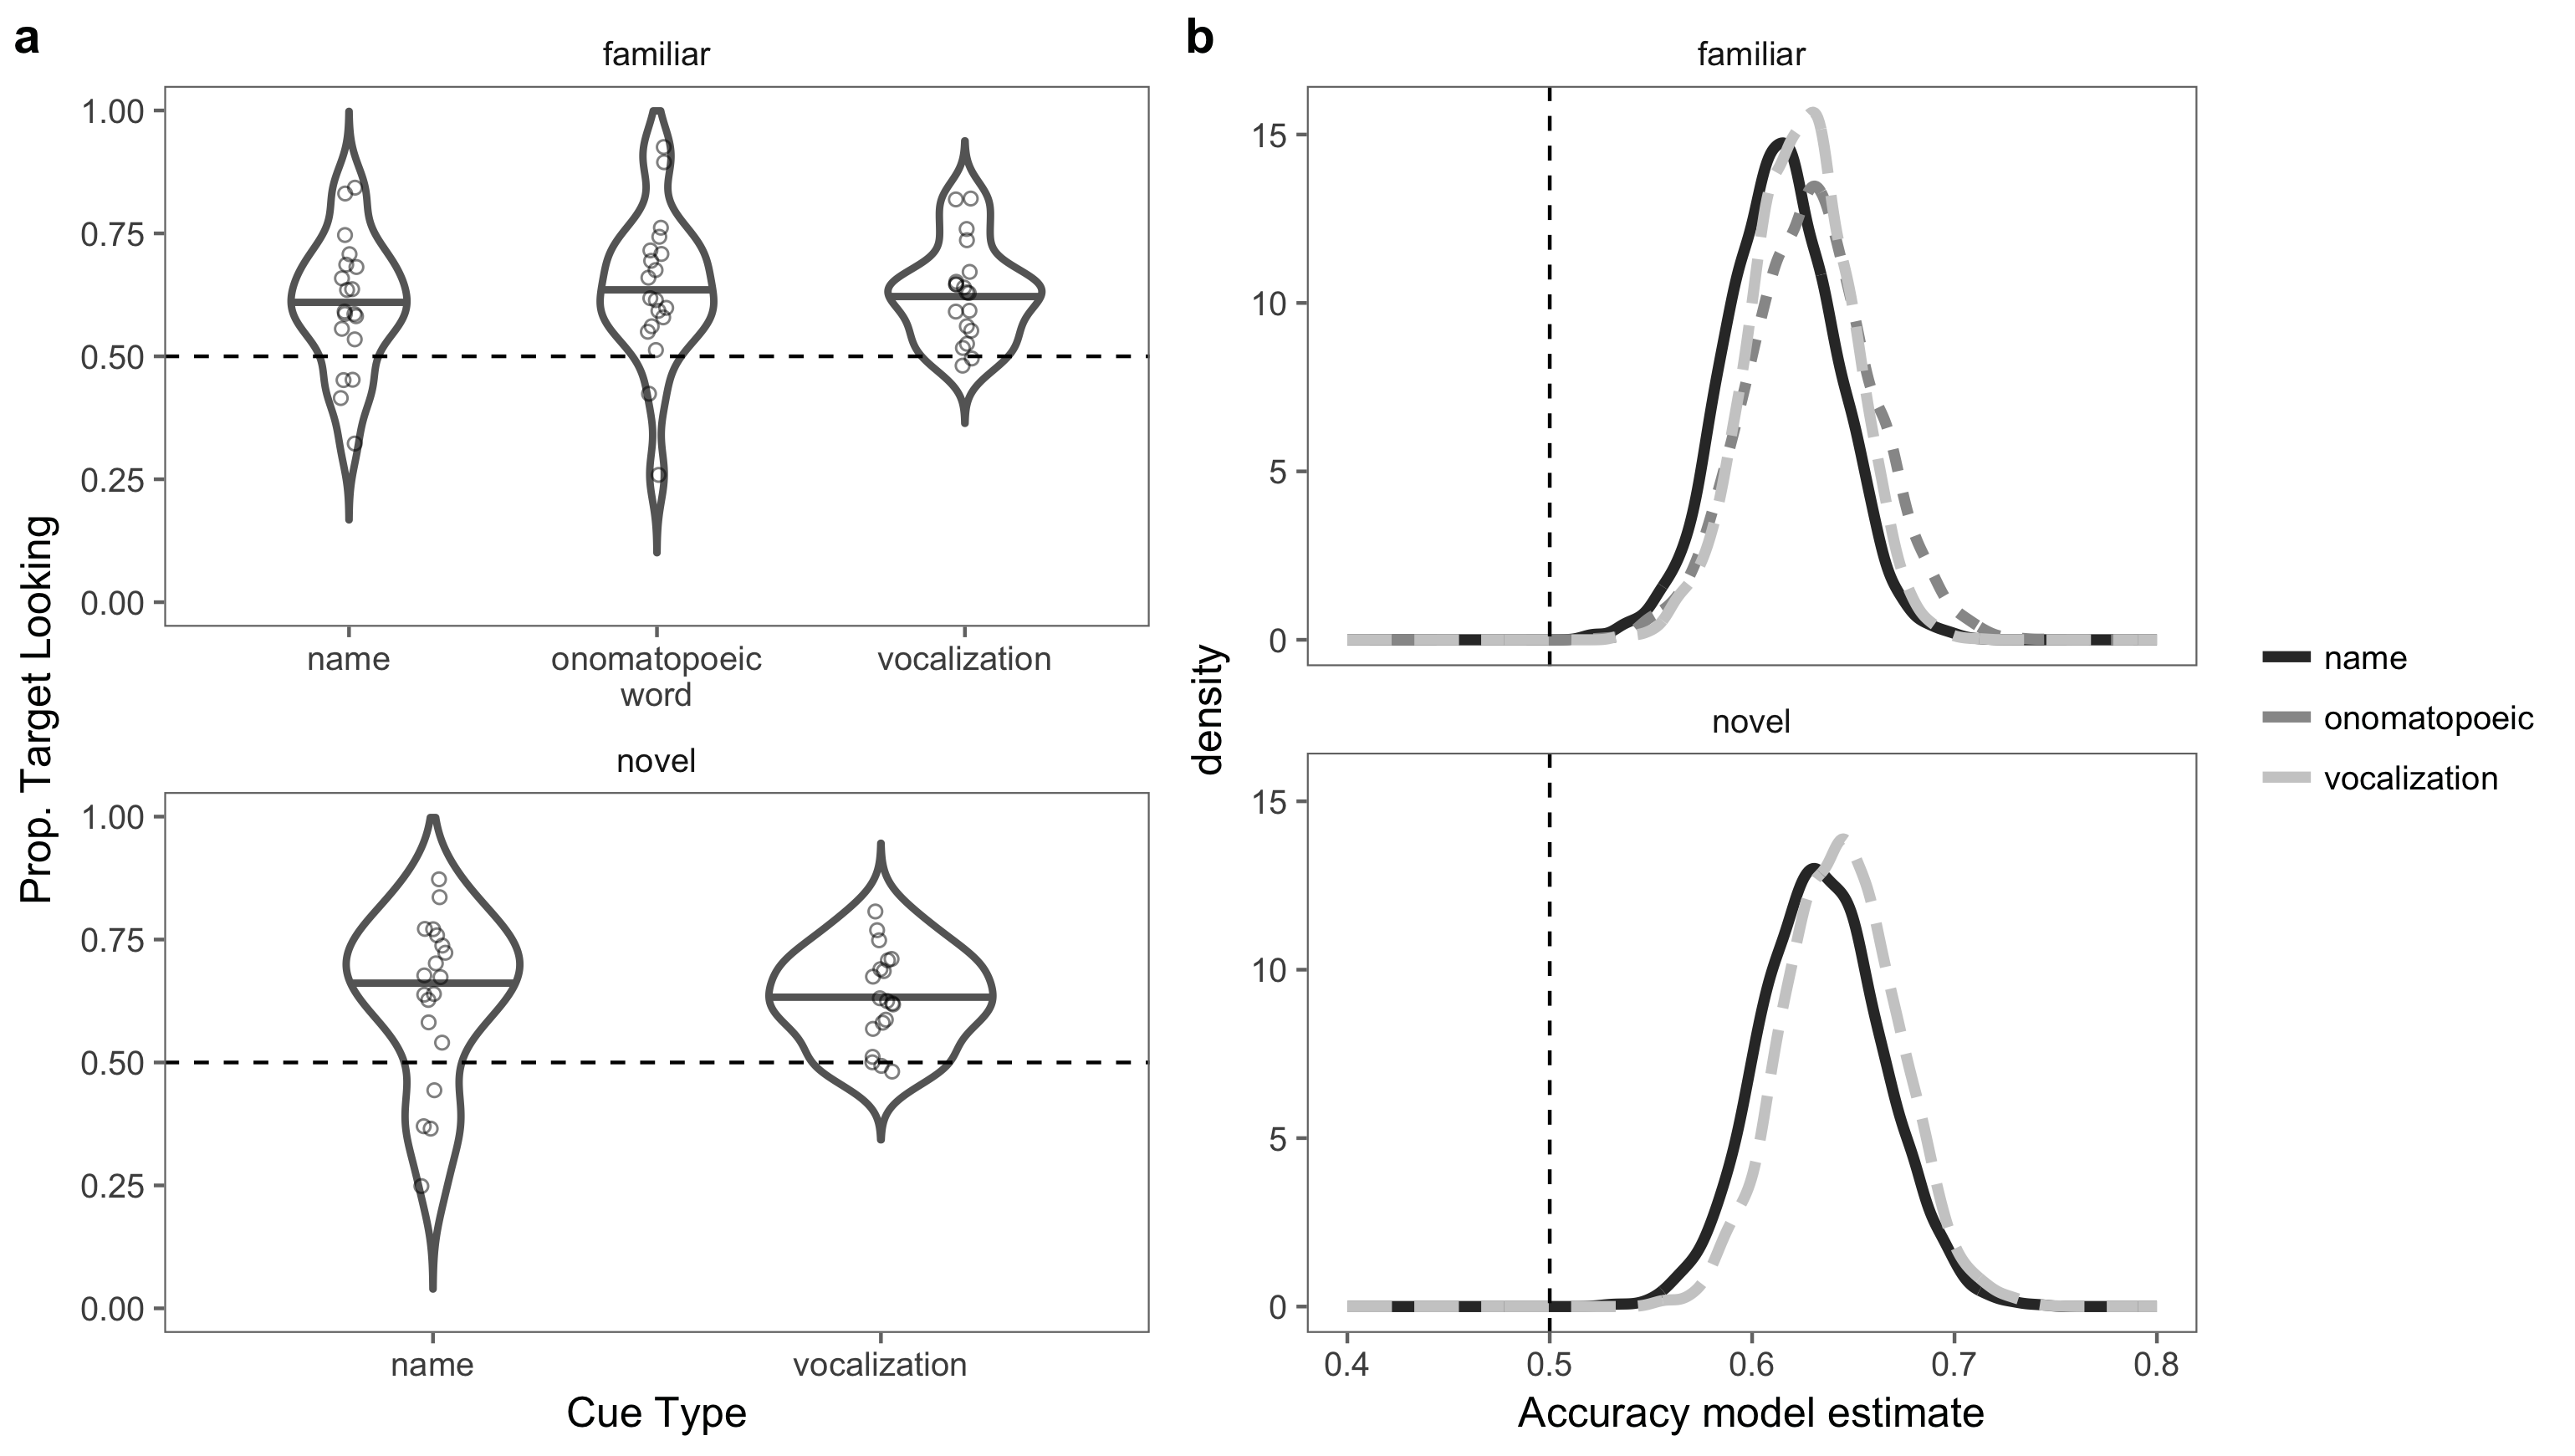 a
familiar
1.00
0.75
0.50
0.25
0.00
name
onomatopoeic
word
vocalization
novel
1.00
0.75
0.50
0.25
0.00
name
vocalization
Prop. Target Looking
Cue Type
b
familiar
15
10
5
0
novel
15
10
5
0
0.4
0.5
0.6
0.7
0.8
density
Accuracy model estimate
name
onomatopoeic
vocalization